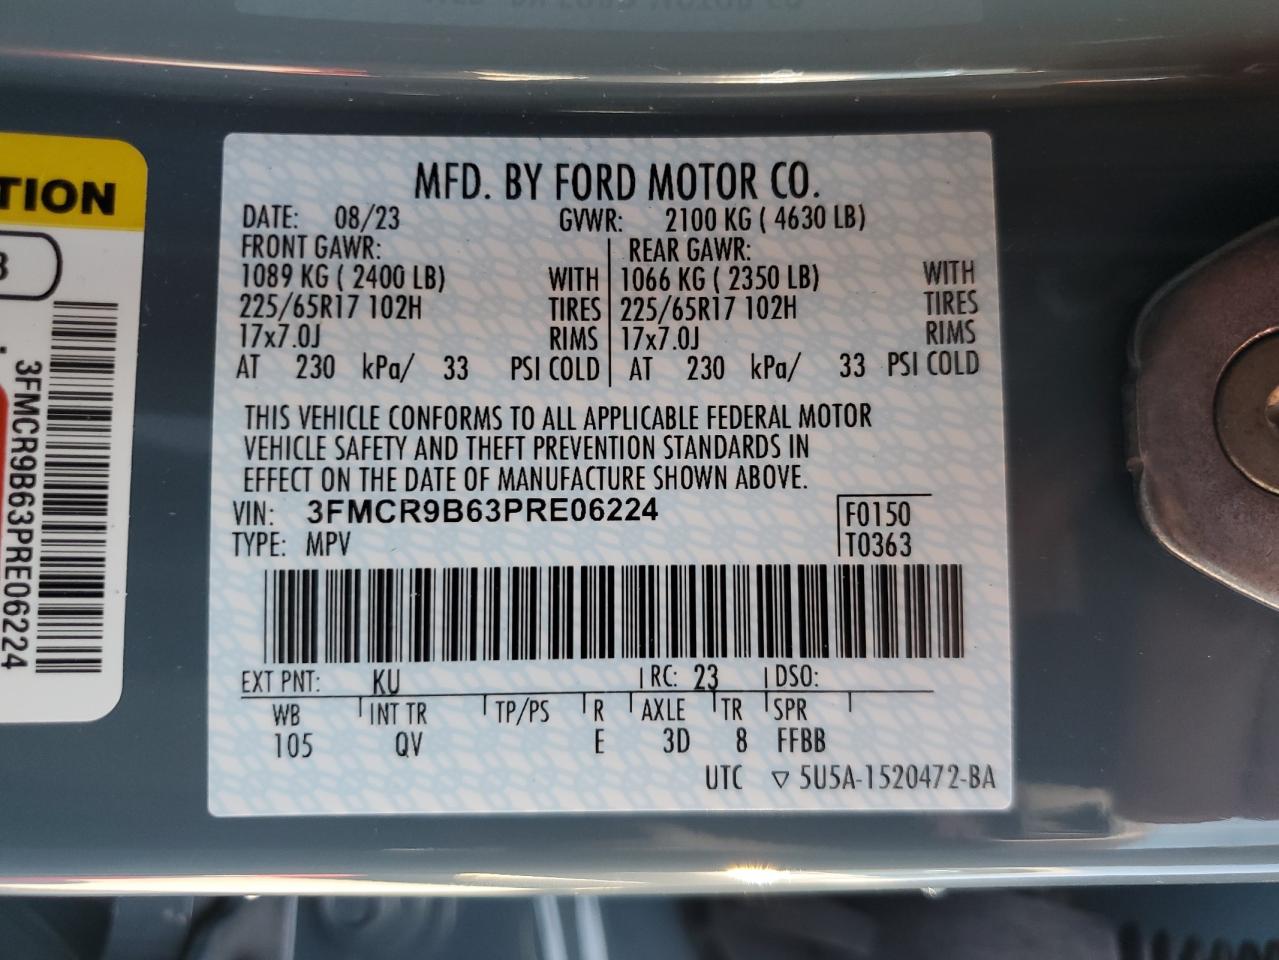 MFD. BY FORD MOTOR CO.
DATE: 08/23 GVWR: 2100 KG ( 4630 LB)
FRONT GAWR: REAR GAWR:
1089 KG ( 2400 LB) WITH 1066 KG ( 2350 LB) WITH
225/65R17 102H TIRES 225/65R17 102H TIRES
17x7.0J RIMS 17x7.0J RIMS
AT 230 kPa/ 33 PSI COLD AT 230 kPa/ 33 PSI COLD
THIS VEHICLE CONFORMS TO ALL APPLICABLE FEDERAL MOTOR
VEHICLE SAFETY AND THEFT PREVENTION STANDARDS IN
EFFECT ON THE DATE OF MANUFACTURE SHOWN ABOVE.
VIN: 3FMCR9B63PRE06224 F0150
TYPE: MPV T0363
EXT PNT: KU RC: 23 DSO:
WB INT TR TP/PS R AXLE TR SPR
105 QV E 3D 8 FFBB
UTC ▽ 5U5A-1520472-BA
TION
3FMCR9B63PRE06224